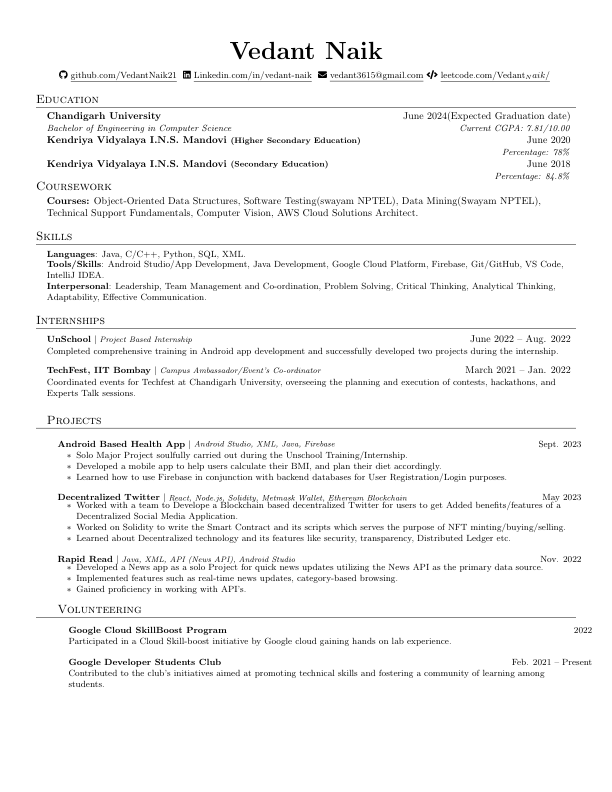 Vedant Naik
github.com/VedantNaik21 Linkedin.com/in/vedant-naik vedant3615@gmail.com leetcode.com/Vedant_Naik/
Education
Chandigarh University June 2024(Expected Graduation date)
Bachelor of Engineering in Computer Science Current CGPA: 7.81/10.00
Kendriya Vidyalaya I.N.S. Mandovi (Higher Secondary Education) June 2020
Percentage: 78%
Kendriya Vidyalaya I.N.S. Mandovi (Secondary Education) June 2018
Percentage: 84.8%
Coursework
Courses: Object-Oriented Data Structures, Software Testing(swayam NPTEL), Data Mining(Swayam NPTEL),
Technical Support Fundamentals, Computer Vision, AWS Cloud Solutions Architect.
Skills
Languages: Java, C/C++, Python, SQL, XML.
Tools/Skills: Android Studio/App Development, Java Development, Google Cloud Platform, Firebase, Git/GitHub, VS Code,
IntelliJ IDEA.
Interpersonal: Leadership, Team Management and Co-ordination, Problem Solving, Critical Thinking, Analytical Thinking,
Adaptability, Effective Communication.
Internships
UnSchool | Project Based Internship June 2022 – Aug. 2022
Completed comprehensive training in Android app development and successfully developed two projects during the internship.
TechFest, IIT Bombay | Campus Ambassador/Event's Co-ordinator March 2021 – Jan. 2022
Coordinated events for Techfest at Chandigarh University, overseeing the planning and execution of contests, hackathons, and
Experts Talk sessions.
Projects
Android Based Health App | Android Studio, XML, Java, Firebase Sept. 2023
* Solo Major Project soulfully carried out during the Unschool Training/Internship.
* Developed a mobile app to help users calculate their BMI, and plan their diet accordingly.
* Learned how to use Firebase in conjunction with backend databases for User Registration/Login purposes.
Decentralized Twitter | React, Node.js, Solidity, Metmask Wallet, Ethereum Blockchain May 2023
* Worked with a team to Develope a Blockchain based decentralized Twitter for users to get Added benefits/features of a
Decentralized Social Media Application.
* Worked on Solidity to write the Smart Contract and its scripts which serves the purpose of NFT minting/buying/selling.
* Learned about Decentralized technology and its features like security, transparency, Distributed Ledger etc.
Rapid Read | Java, XML, API (News API), Android Studio Nov. 2022
* Developed a News app as a solo Project for quick news updates utilizing the News API as the primary data source.
* Implemented features such as real-time news updates, category-based browsing.
* Gained proficiency in working with API's.
Volunteering
Google Cloud SkillBoost Program 2022
Participated in a Cloud Skill-boost initiative by Google cloud gaining hands on lab experience.
Google Developer Students Club Feb. 2021 – Present
Contributed to the club's initiatives aimed at promoting technical skills and fostering a community of learning among
students.